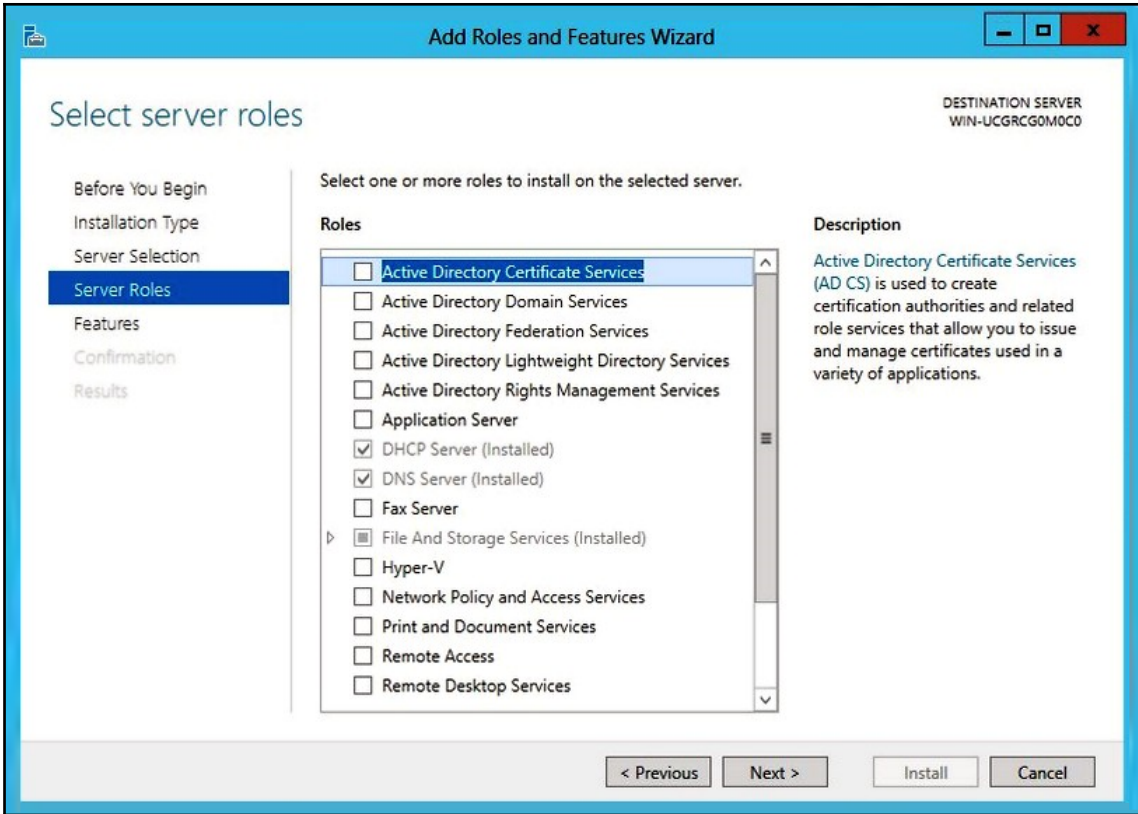 Add Roles and Features Wizard
Select server roles
DESTINATION SERVER
WIN-UCGRCG0M0C0
Before You Begin
Installation Type
Server Selection
Server Roles
Features
Confirmation
Results
Select one or more roles to install on the selected server.
Roles
Active Directory Certificate Services
Active Directory Domain Services
Active Directory Federation Services
Active Directory Lightweight Directory Services
Active Directory Rights Management Services
Application Server
DHCP Server (Installed)
DNS Server (Installed)
Fax Server
File And Storage Services (Installed)
Hyper-V
Network Policy and Access Services
Print and Document Services
Remote Access
Remote Desktop Services
Description
Active Directory Certificate Services
(AD CS) is used to create
certification authorities and related
role services that allow you to issue
and manage certificates used in a
variety of applications.
< Previous
Next >
Install
Cancel